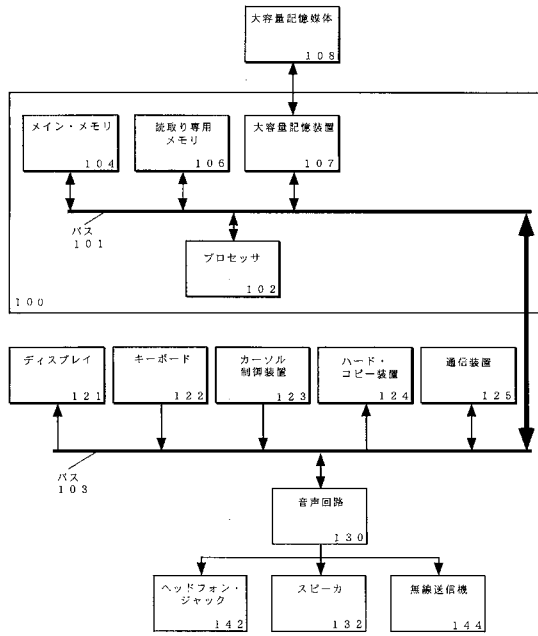 大容量記憶媒体
108
メイン・メモリ
104
読取り専用
メモリ
106
大容量記憶装置
107
バス
101
プロセッサ
102
100
ディスプレイ
121
キーボード
122
カーソル
制御装置
123
ハード・
コピー装置
124
通信装置
125
バス
103
音声回路
130
ヘッドフォン・
ジャック
142
スピーカ
132
無線送信機
144